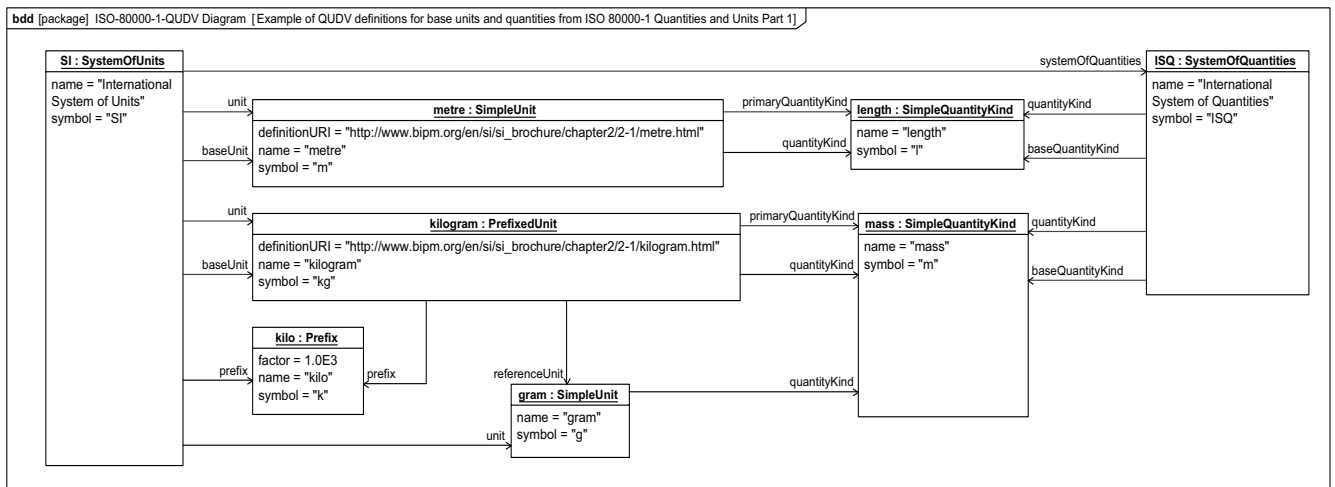 bdd [package] ISO-80000-1-QUDV Diagram [Example of QUDV definitions for base units and quantities from ISO 80000-1 Quantities and Units Part 1]
SI : SystemOfUnits
name = "International
System of Units"
symbol = "SI"
systemOfQuantities
ISQ : SystemOfQuantities
name = "International
System of Quantities"
symbol = "ISQ"
unit
baseUnit
metre : SimpleUnit
definitionURI = "http://www.bipm.org/en/si/si_brochure/chapter2/2-1/metre.html"
name = "metre"
symbol = "m"
primaryQuantityKind
quantityKind
length : SimpleQuantityKind
name = "length"
symbol = "l"
quantityKind
baseQuantityKind
unit
baseUnit
kilogram : PrefixedUnit
definitionURI = "http://www.bipm.org/en/si/si_brochure/chapter2/2-1/kilogram.html"
name = "kilogram"
symbol = "kg"
primaryQuantityKind
quantityKind
mass : SimpleQuantityKind
name = "mass"
symbol = "m"
quantityKind
baseQuantityKind
prefix
kilo : Prefix
factor = 1.0E3
name = "kilo"
symbol = "k"
prefix
referenceUnit
gram : SimpleUnit
name = "gram"
symbol = "g"
quantityKind
unit